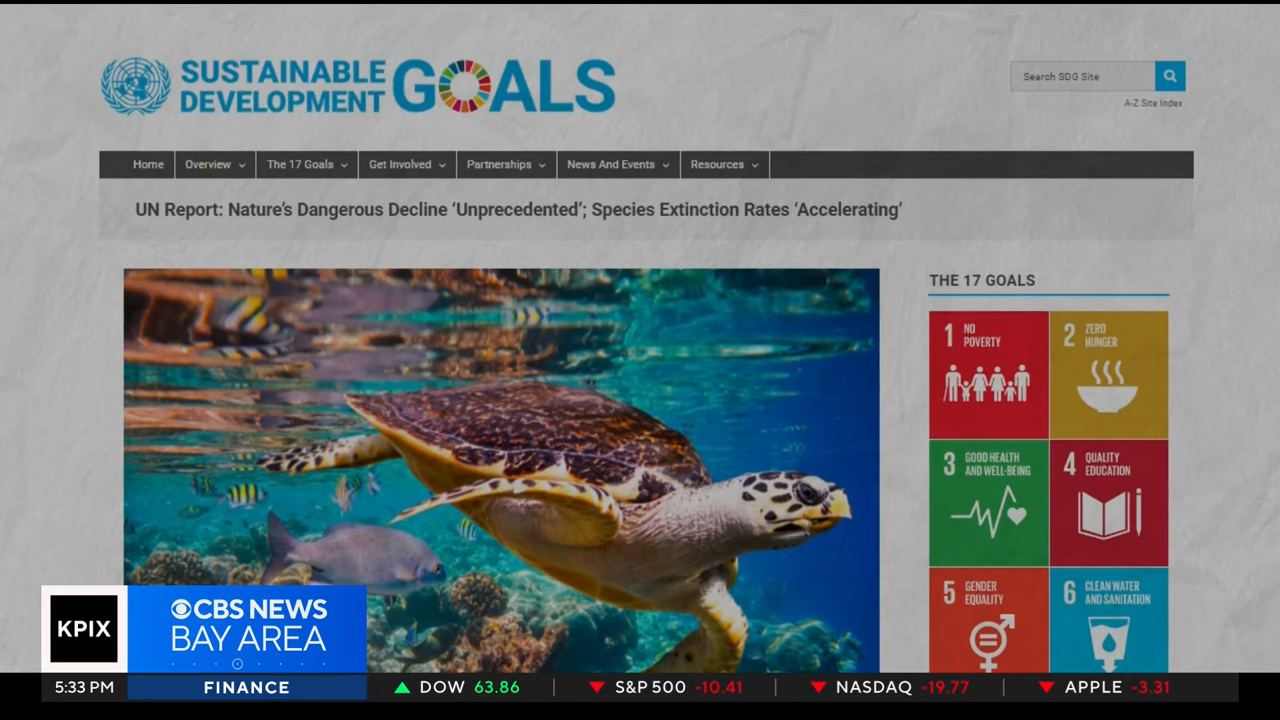 SUSTAINABLE
DEVELOPMENT
GOALS
Search SDG Site
A-Z Site Index
Home Overview The 17 Goals Get Involved Partnerships News And Events Resources
UN Report: Nature’s Dangerous Decline ‘Unprecedented’; Species Extinction Rates ‘Accelerating’
THE 17 GOALS
1 NO
POVERTY
2 ZERO
HUNGER
3 GOOD HEALTH
AND WELL-BEING
4 QUALITY
EDUCATION
5 GENDER
EQUALITY
6 CLEAN WATER
AND SANITATION
KPIX
CBS NEWS
BAY AREA
5:33 PM FINANCE DOW 63.86 S&P 500 -10.41 NASDAQ -19.77 APPLE -3.31